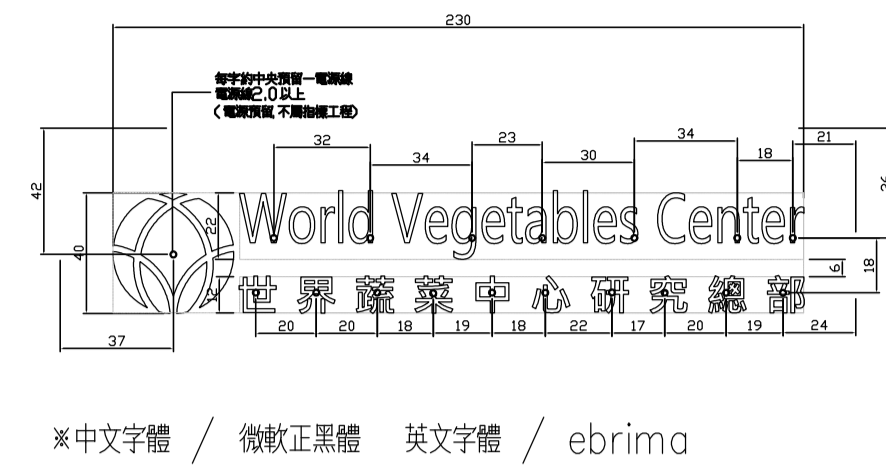 230
每字約中央預留一電源線
電源線2.0以上
(電源預留,不屬指標工程)
32 34 23 30 34 18 21
42 40 22 12
World Vegetables Center
26 18 6
世界蔬菜中心研究總部
20 20 18 19 18 22 17 20 19 24
37
※中文字體 / 微軟正黑體 英文字體 / ebrima